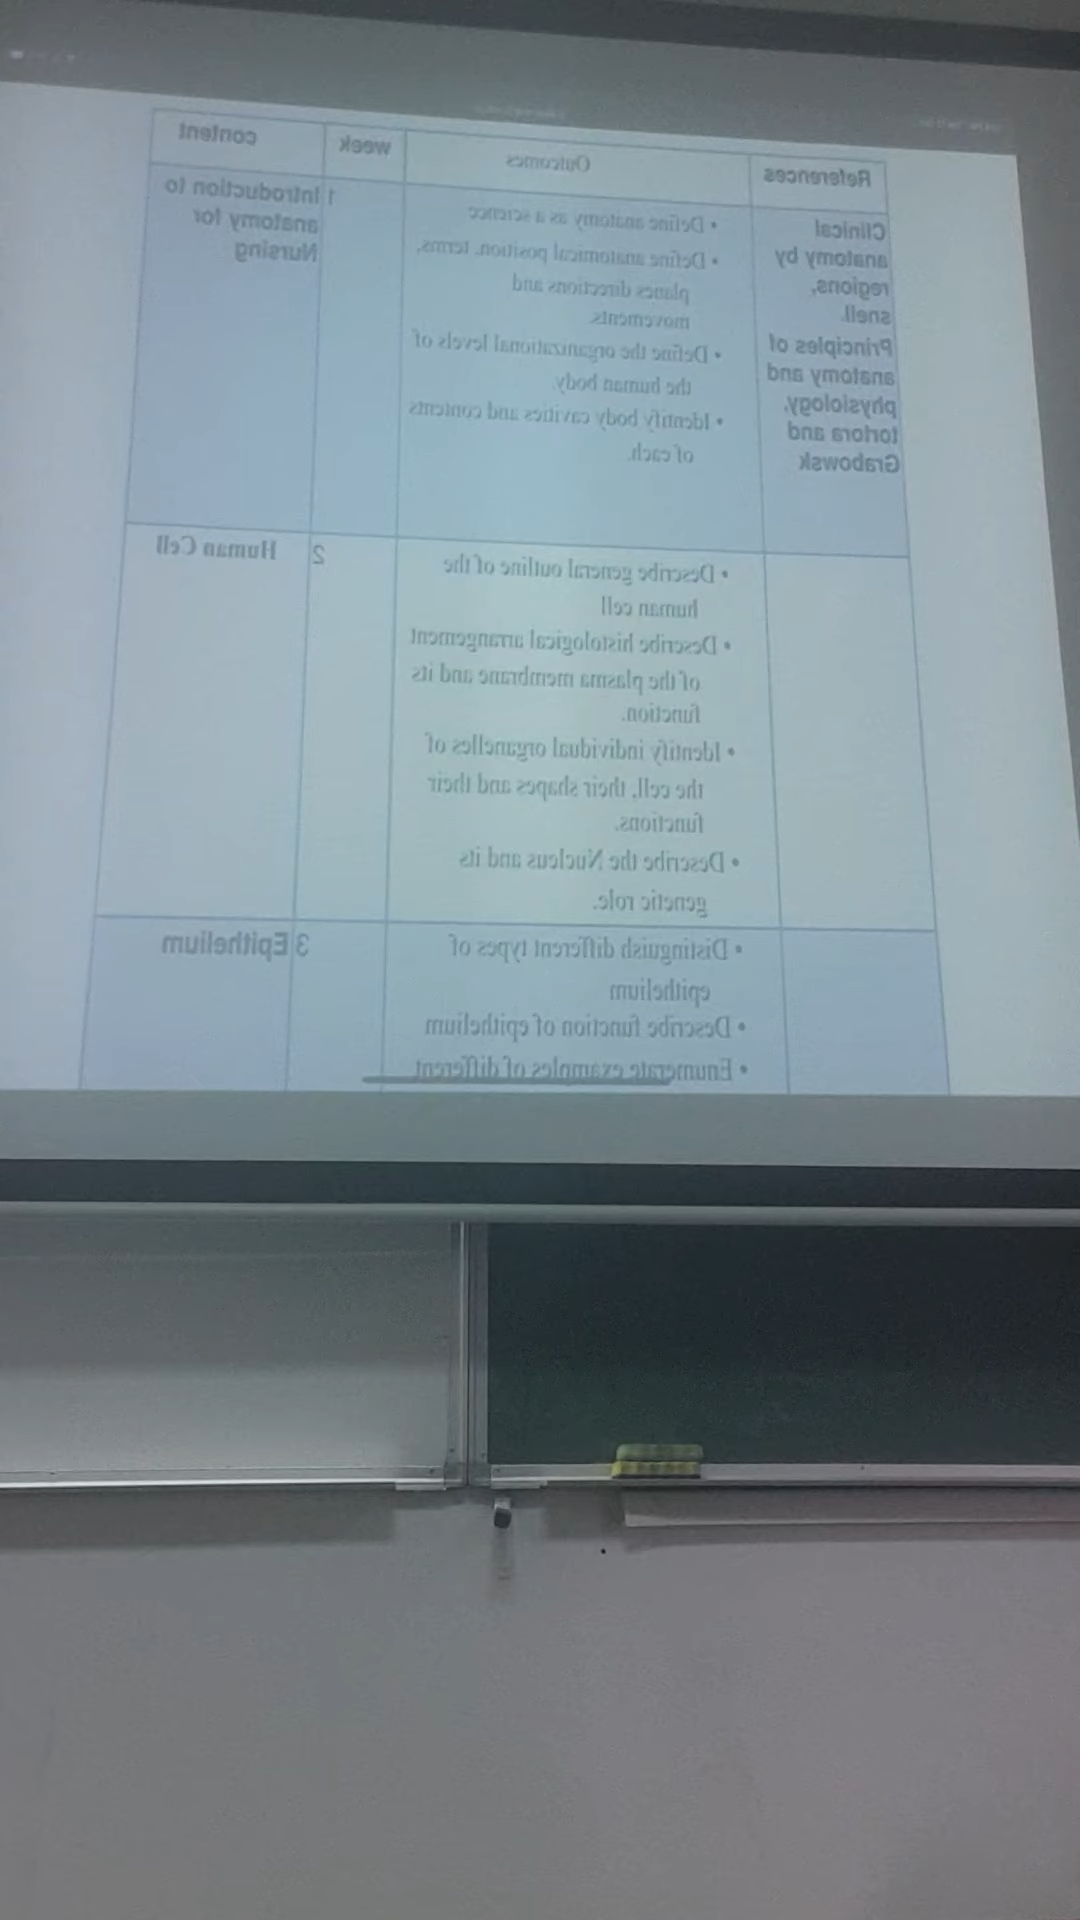 References
Outcomes
week
content
Clinical
anatomy by
regions,
snell.
Principles of
anatomy and
physiology,
tortora and
Grabowsk
• Define anatomy as a science
• Define anatomical position, terms,
planes directions and
movements.
• Define the organizational levels of
the human body.
• Identify body cavities and contents
of each.
1
Introduction to
anatomy for
Nursing
• Describe general outline of the
human cell
• Describe histological arrangement
of the plasma membrane and its
function.
• Identify individual organelles of
the cell, their shapes and their
functions.
• Describe the Nucleus and its
genetic role.
2
Human Cell
• Distinguish different types of
epithelium
• Describe function of epithelium
• Enumerate examples of different
3
Epithelium